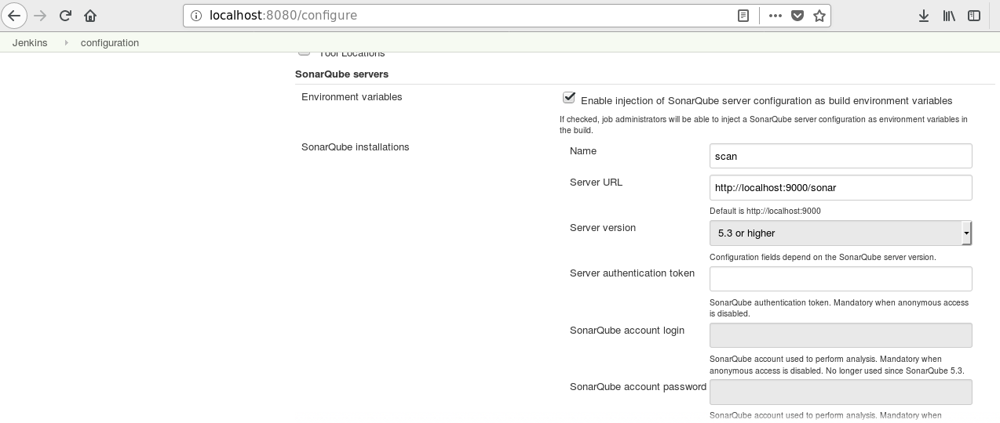 localhost:8080/configure
Jenkins configuration
Tool Locations
SonarQube servers
Environment variables
Enable injection of SonarQube server configuration as build environment variables
If checked, job administrators will be able to inject a SonarQube server configuration as environment variables in
the build.
SonarQube installations
Name
scan
Server URL
http://localhost:9000/sonar
Default is http://localhost:9000
Server version
5.3 or higher
Configuration fields depend on the SonarQube server version.
Server authentication token
SonarQube authentication token. Mandatory when anonymous access
is disabled.
SonarQube account login
SonarQube account used to perform analysis. Mandatory when
anonymous access is disabled. No longer used since SonarQube 5.3.
SonarQube account password
SonarQube account used to perform analysis. Mandatory when